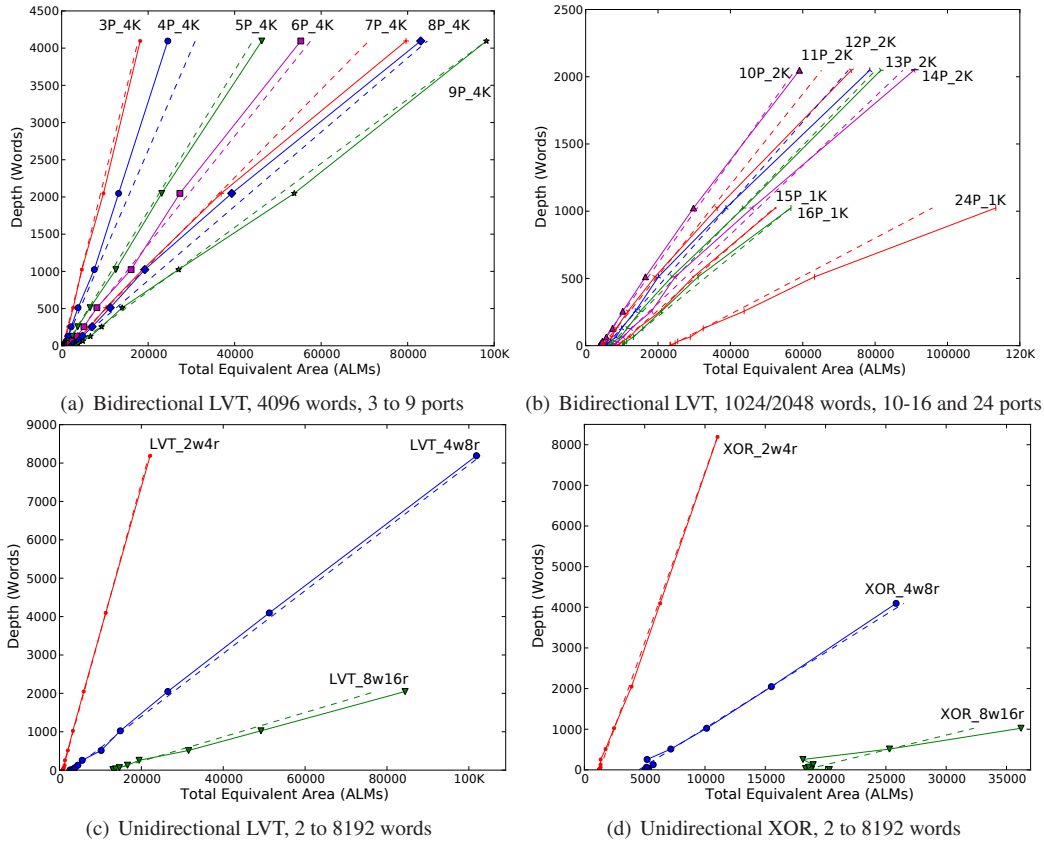 3P_4K 4P_4K 5P_4K 6P_4K 7P_4K 8P_4K
9P_4K
Depth (Words)
4500
4000
3500
3000
2500
2000
1500
1000
500
0
0 20000 40000 60000 80000 100K
Total Equivalent Area (ALMs)
(a) Bidirectional LVT, 4096 words, 3 to 9 ports
10P_2K
11P_2K
12P_2K
13P_2K
14P_2K
15P_1K
16P_1K
24P_1K
Depth (Words)
2500
2000
1500
1000
500
0
0 20000 40000 60000 80000 100000 120K
Total Equivalent Area (ALMs)
(b) Bidirectional LVT, 1024/2048 words, 10-16 and 24 ports
LVT_2w4r
LVT_4w8r
LVT_8w16r
Depth (Words)
9000
8000
7000
6000
5000
4000
3000
2000
1000
0
0 20000 40000 60000 80000 100K
Total Equivalent Area (ALMs)
(c) Unidirectional LVT, 2 to 8192 words
XOR_2w4r
XOR_4w8r
XOR_8w16r
Depth (Words)
8000
7000
6000
5000
4000
3000
2000
1000
0
0 5000 10000 15000 20000 25000 30000 35000
Total Equivalent Area (ALMs)
(d) Unidirectional XOR, 2 to 8192 words